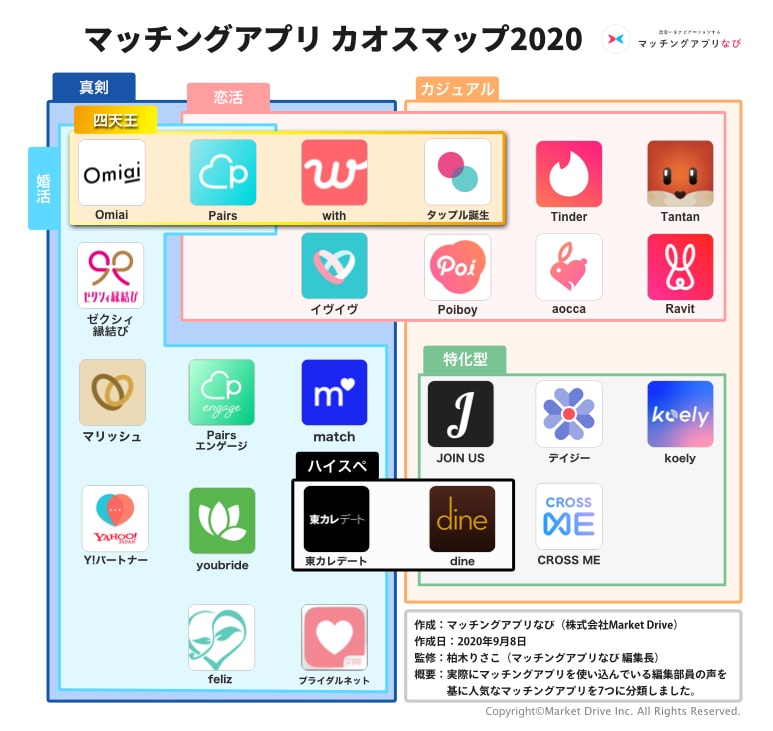 マッチングアプリ カオスマップ2020
出会いをナビゲーションする
マッチングアプリなび
真剣
恋活
カジュアル
四天王
婚活
Omiai
P
w
Omiai
Pairs
with
タップル誕生
Tinder
Tantan
ゼクシィ縁結び
Poi
ゼクシィ
縁結び
イヴイヴ
Poiboy
aocca
Ravit
特化型
P
engage
m
J
koely
マリッシュ
Pairs
エンゲージ
match
JOIN US
デイジー
koely
ハイスペ
YAHOO!
JAPAN
東カレデート
dine
CROSS
ME
Y!パートナー
youbride
東カレデート
dine
CROSS ME
feliz
ブライダルネット
作成：マッチングアプリなび（株式会社Market Drive）
作成日：2020年9月8日
監修：柏木りさこ（マッチングアプリなび 編集長）
概要：実際にマッチングアプリを使い込んでいる編集部員の声を
基に人気なマッチングアプリを7つに分類しました。
Copyright©Market Drive Inc. All Rights Reserved.